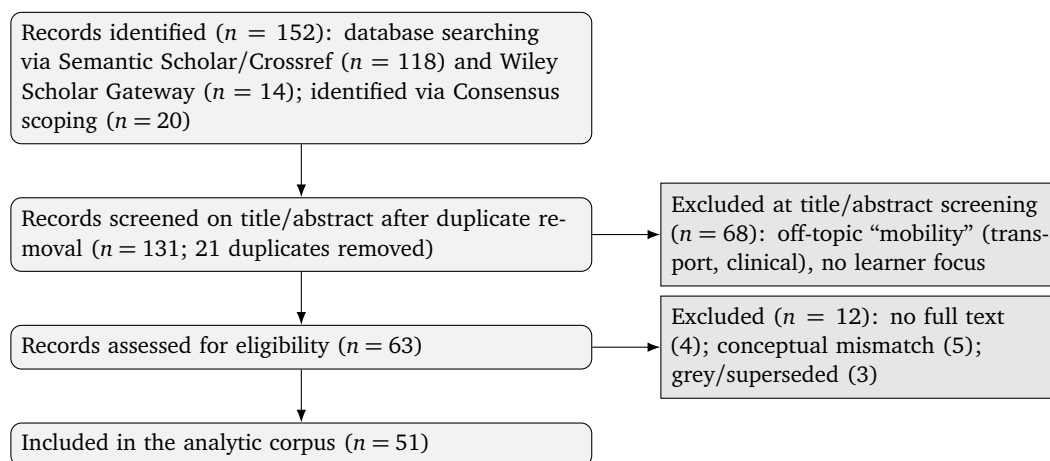 Records identified (n = 152): database searching
via Semantic Scholar/Crossref (n = 118) and Wiley
Scholar Gateway (n = 14); identified via Consensus
scoping (n = 20)
Records screened on title/abstract after duplicate re-
moval (n = 131; 21 duplicates removed)
Excluded at title/abstract screening
(n = 68): off-topic “mobility” (trans-
port, clinical), no learner focus
Records assessed for eligibility (n = 63)
Excluded (n = 12): no full text
(4); conceptual mismatch (5);
grey/superseded (3)
Included in the analytic corpus (n = 51)